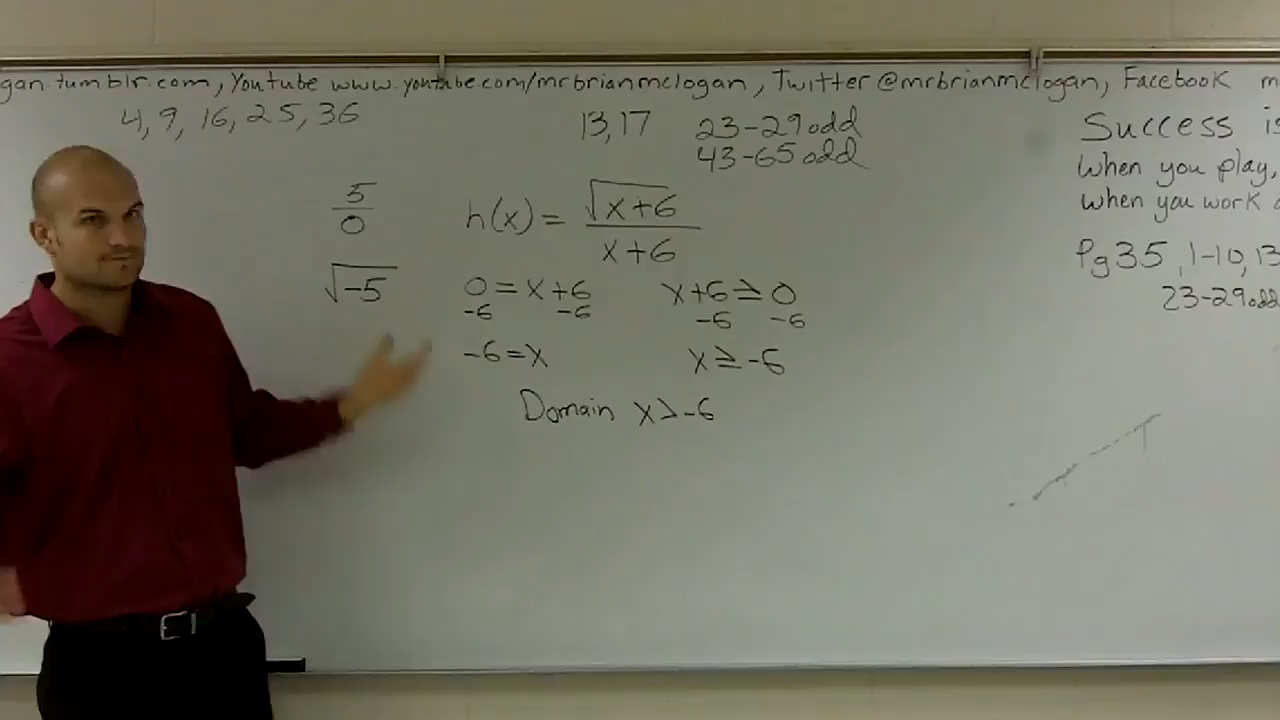 gan.tumblr.com, Youtube www.youtube.com/mrbrianmclogan, Twitter @mrbrianmclogan, Facebook m
4, 9, 16, 25, 36
13, 17 23-29 odd
43-65 odd
Success is
When you play,
when you work
Pg 35, 1-10, 13
23-29 odd
5
0
√-5
h(x) = √x+6
x+6
0 = x+6
-6 -6
-6 = x
x+6 ≥ 0
-6 -6
x ≥ -6
Domain x > -6